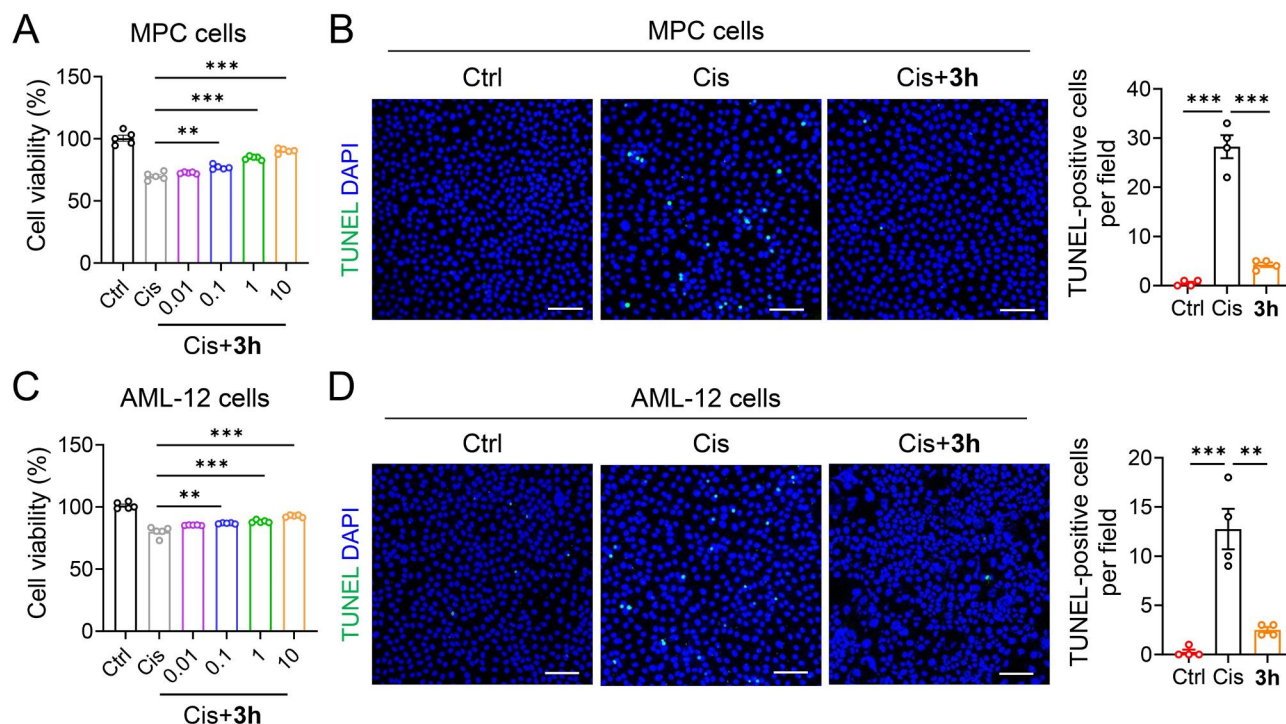 A
MPC cells
Cell viability (%)
150
100
50
0
***
***
**
Ctrl
Cis
0.01
0.1
1
10
Cis+3h
B
MPC cells
Ctrl
Cis
Cis+3h
TUNEL DAPI
TUNEL-positive cells
per field
40
30
20
10
0
*** ***
Ctrl Cis 3h
C
AML-12 cells
Cell viability (%)
150
100
50
0
***
***
**
Ctrl
Cis
0.01
0.1
1
10
Cis+3h
D
AML-12 cells
Ctrl
Cis
Cis+3h
TUNEL DAPI
TUNEL-positive cells
per field
20
15
10
5
0
*** **
Ctrl Cis 3h